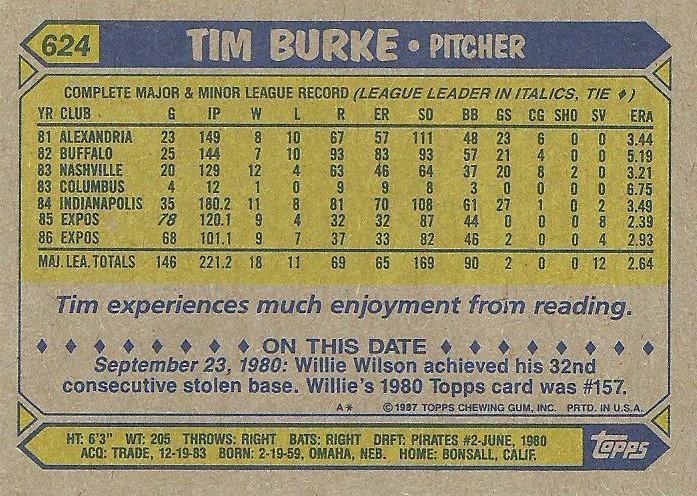 624 TIM BURKE • PITCHER
COMPLETE MAJOR & MINOR LEAGUE RECORD (LEAGUE LEADER IN ITALICS, TIE ♦)
YR CLUB G IP W L R ER SO BB GS CG SHO SV ERA
81 ALEXANDRIA 23 149 8 10 67 57 111 48 23 6 0 0 3.44
82 BUFFALO 25 144 7 10 93 83 93 57 21 4 0 0 5.19
83 NASHVILLE 20 129 12 4 63 46 64 37 20 8 2 0 3.21
83 COLUMBUS 4 12 1 0 9 9 8 3 0 0 0 0 6.75
84 INDIANAPOLIS 35 180.2 11 8 81 70 108 61 27 1 0 2 3.49
85 EXPOS 78 120.1 9 4 32 32 87 44 0 0 0 8 2.39
86 EXPOS 68 101.1 9 7 37 33 82 46 2 0 0 4 2.93
MAJ. LEA. TOTALS 146 221.2 18 11 69 65 169 90 2 0 0 12 2.64
Tim experiences much enjoyment from reading.
♦ ♦ ♦ ♦ ♦ ♦ ♦ ♦ ON THIS DATE ♦ ♦ ♦ ♦ ♦ ♦ ♦ ♦
September 23, 1980: Willie Wilson achieved his 32nd
consecutive stolen base. Willie's 1980 Topps card was #157.
A* ©1987 TOPPS CHEWING GUM, INC. PRTD. IN U.S.A.
HT: 6'3" WT: 205 THROWS: RIGHT BATS: RIGHT DRFT: PIRATES #2-JUNE, 1980
ACQ: TRADE, 12-19-83 BORN: 2-19-59, OMAHA, NEB. HOME: BONSALL, CALIF.
topps